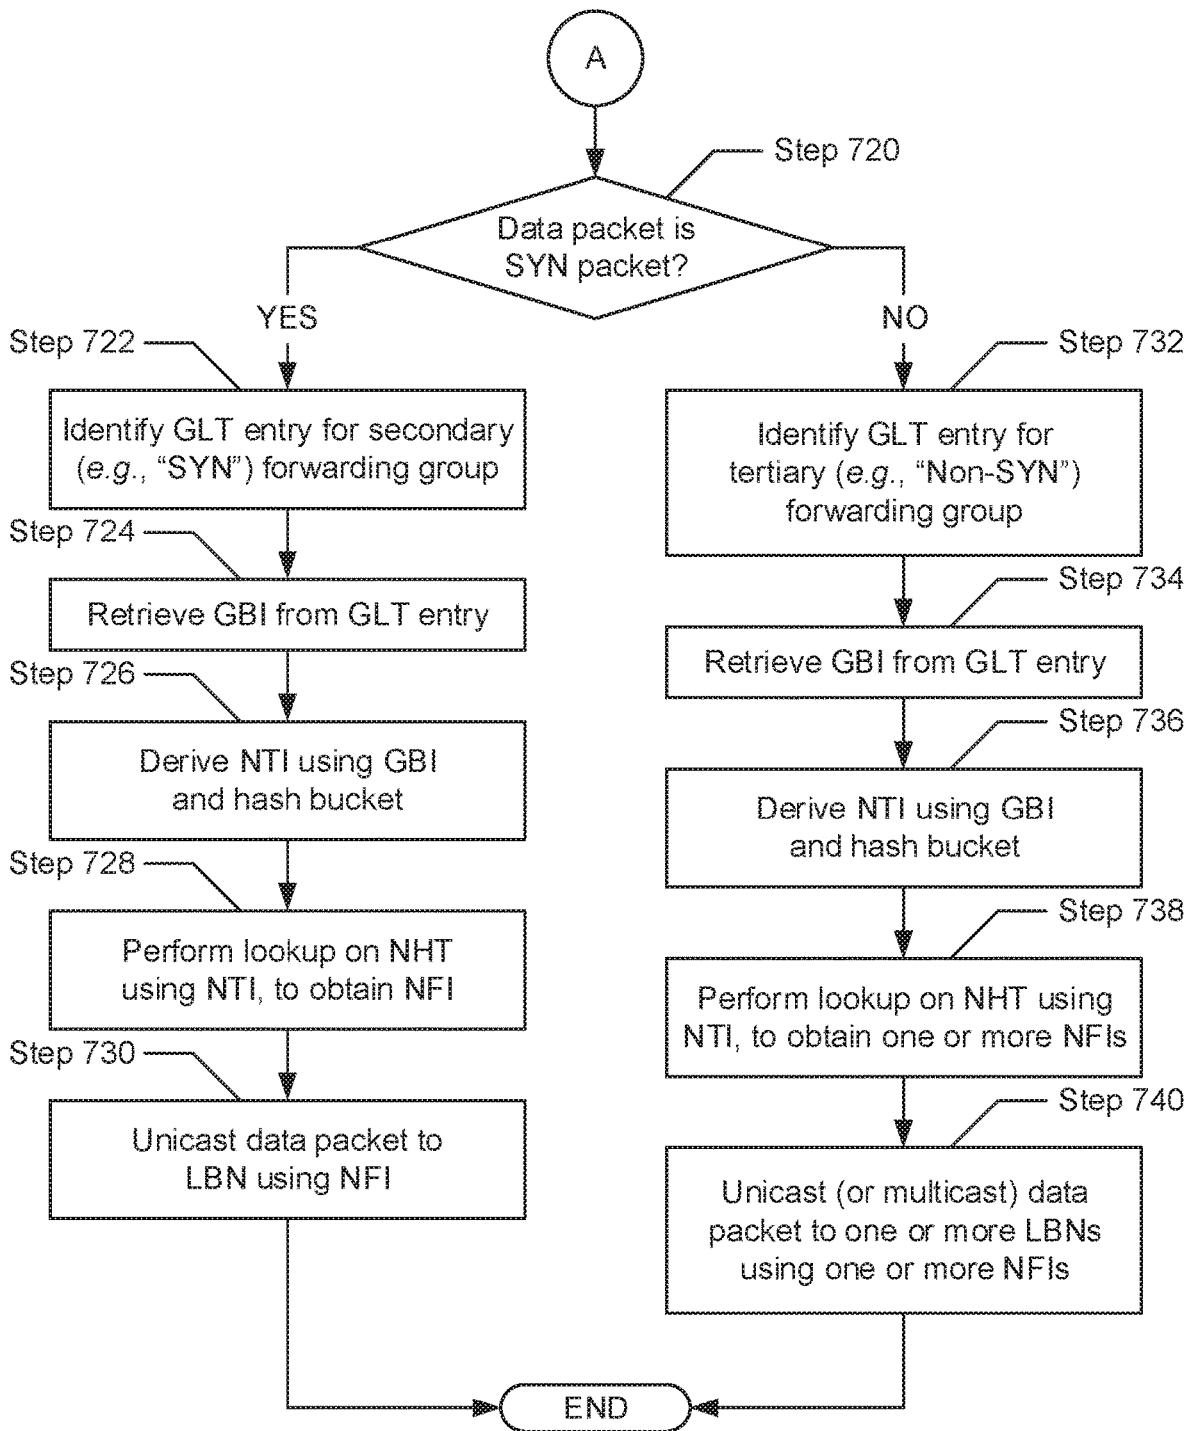 A
Step 720
Data packet is
SYN packet?
YES
NO
Step 722
Identify GLT entry for secondary
(e.g., “SYN”) forwarding group
Step 724
Retrieve GBI from GLT entry
Step 726
Derive NTI using GBI
and hash bucket
Step 728
Perform lookup on NHT
using NTI, to obtain NFI
Step 730
Unicast data packet to
LBN using NFI
Step 732
Identify GLT entry for
tertiary (e.g., “Non-SYN”)
forwarding group
Step 734
Retrieve GBI from GLT entry
Step 736
Derive NTI using GBI
and hash bucket
Step 738
Perform lookup on NHT using
NTI, to obtain one or more NFIs
Step 740
Unicast (or multicast) data
packet to one or more LBNs
using one or more NFIs
END